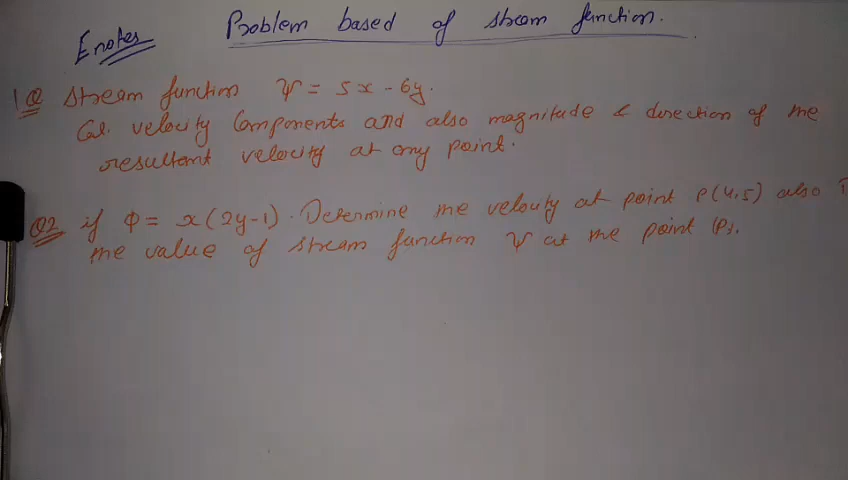 Enotes Problem based of stream function.
1Q Stream function ψ = 5x - 6y.
Cal. velocity Components and also magnitude & direction of the
resultant velocity at any point.
Q2 if φ = x(2y-1). Determine the velouty at point P(4,5) also
the value of stream function ψ at the point (P).